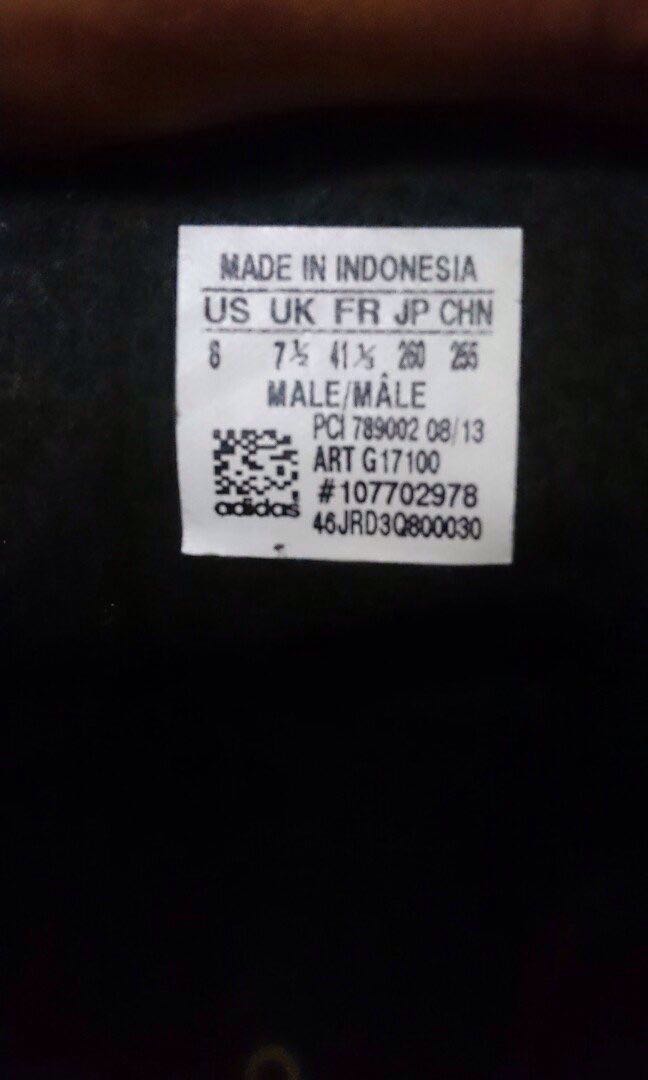 MADE IN INDONESIA
US UK FR JP CHN
8 7½ 41⅓ 260 255
MALE/MÂLE
PCI 789002 08/13
ART G17100
#107702978
adidas
46JRD3Q800030